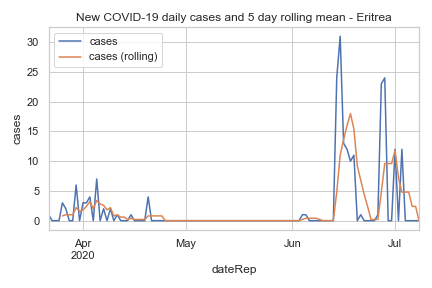 New COVID-19 daily cases and 5 day rolling mean - Eritrea
cases
cases (rolling)
30
25
20
15
10
5
0
cases
Apr
2020
May
Jun
Jul
dateRep